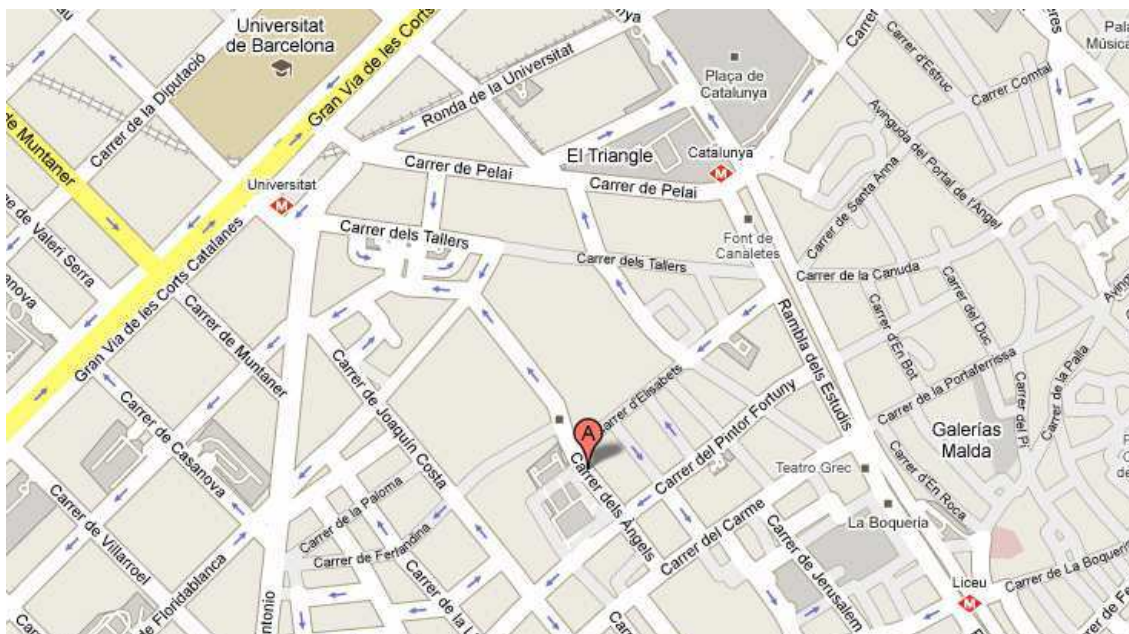 Universitat
de Barcelona
Carrer de la Diputació
Gran Via de les Corts
Ronda de la Universitat
Plaça de
Catalunya
Carrer d'Estruc
Carrer Comtal
Avinguda del Portal de l'Àngel
de Muntaner
El Triangle
Catalunya
M
Carrer de Pelai
Carrer de Pelai
Universitat
M
Carrer de Santa Anna
de Valerí Serra
Carrer dels Tallers
Carrer dels Tallers
Font de
Canaletes
Carrer de la Canuda
Gran Via de les Corts Catalanes
Carrer de Muntaner
Carrer del Duc
Carrer d'En Bot
Rambla dels Estudis
Carrer de la Portaferrissa
Carrer de la Palla
Carrer del Pi
Carrer de Joaquín Costa
Carrer d'Elisabets
Carrer del Pintor Fortuny
Carrer de Casanova
A
Galerías
Malda
Teatro Grec
Carrer d'En Roca
Carrer dels Àngels
La Boqueria
Carrer de la Paloma
Carrer de Ferlandina
Carrer del Carme
Carrer de Jerusalem
Carrer de Villarroel
de Floridablanca
Liceu
M
Carrer de La Boqueria